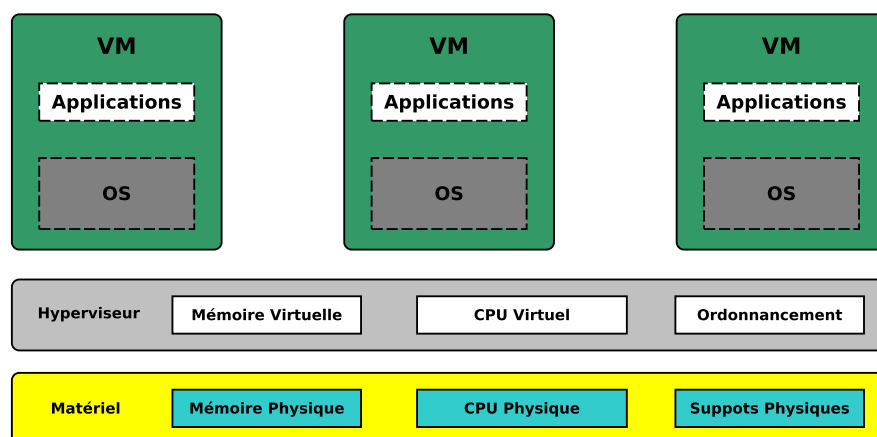 VM
VM
VM
Applications
Applications
Applications
OS
OS
OS
Hyperviseur
Mémoire Virtuelle
CPU Virtuel
Ordonnancement
Matériel
Mémoire Physique
CPU Physique
Suppots Physiques